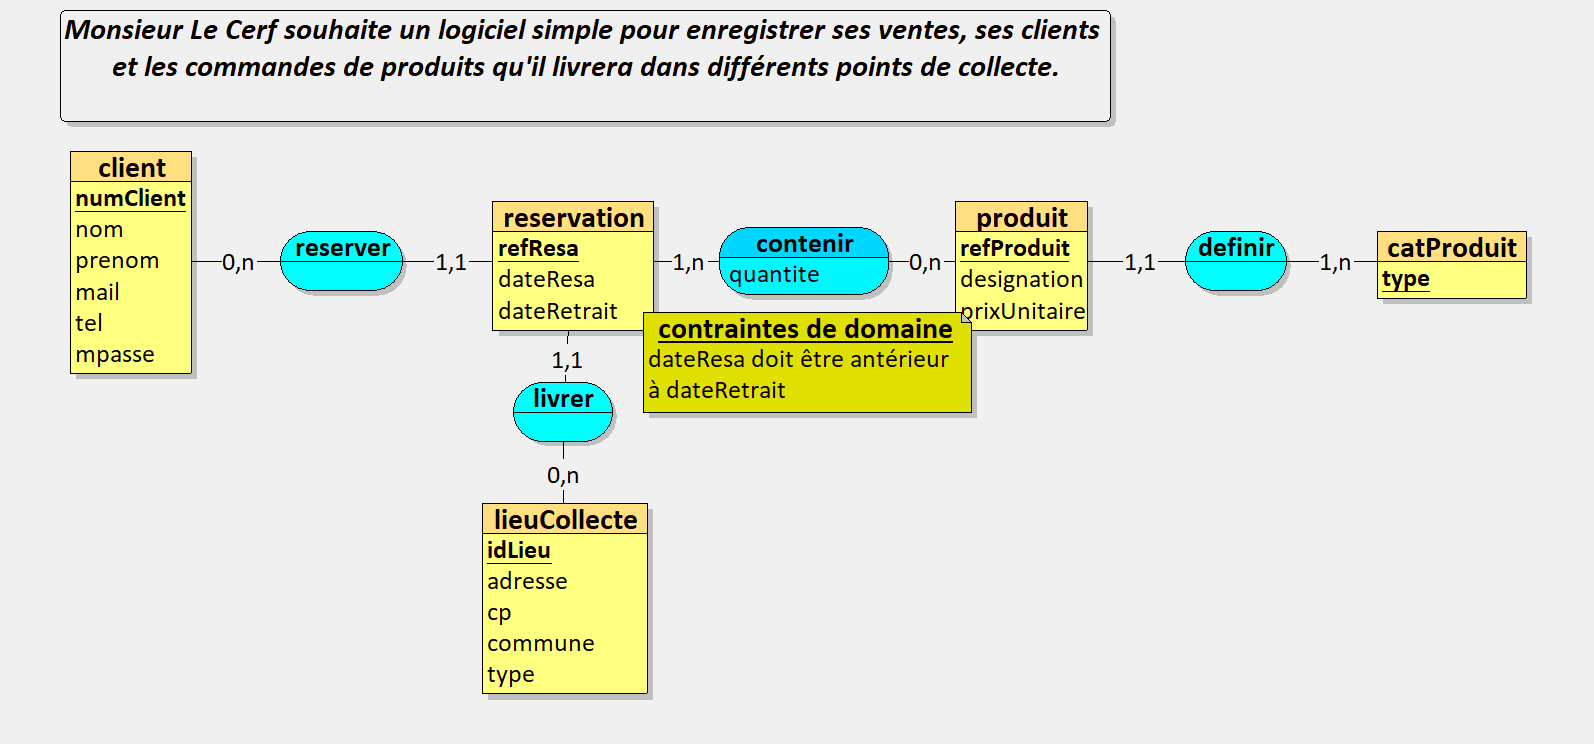 Monsieur Le Cerf souhaite un logiciel simple pour enregistrer ses ventes, ses clients
et les commandes de produits qu'il livrera dans différents points de collecte.
client
numClient
nom
prenom
mail
tel
mpasse
0,n
reserver
1,1
reservation
refResa
dateResa
dateRetrait
1,n
contenir
quantite
0,n
produit
refProduit
designation
prixUnitaire
1,1
definir
1,n
catProduit
type
contraintes de domaine
dateResa doit être antérieur
à dateRetrait
1,1
livrer
0,n
lieuCollecte
idLieu
adresse
cp
commune
type